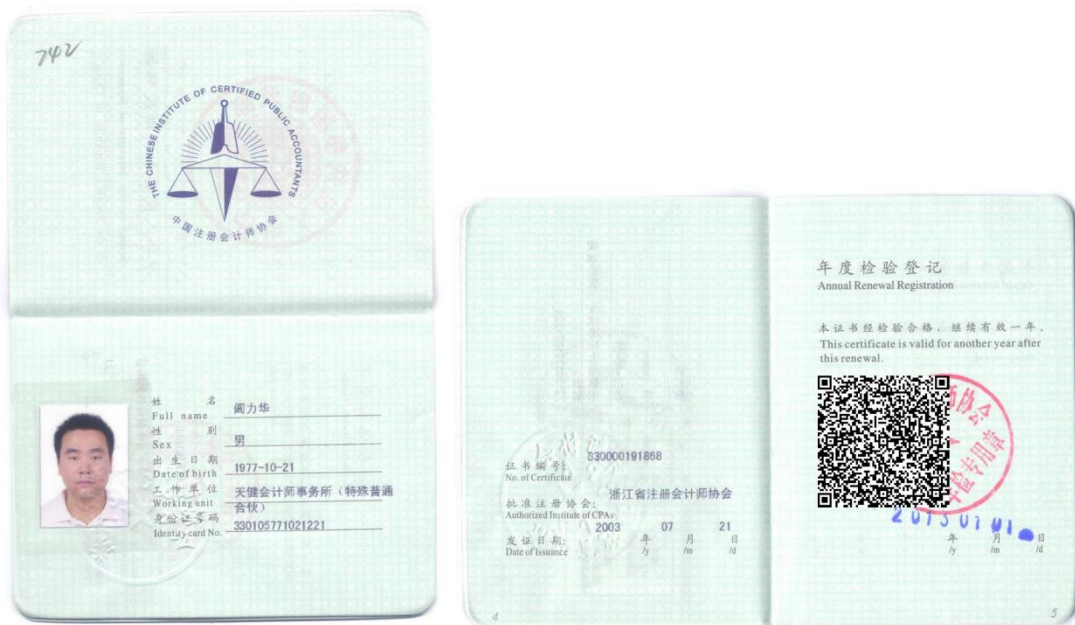 742
THE CHINESE INSTITUTE OF CERTIFIED PUBLIC ACCOUNTANTS
中国注册会计师协会
姓 名 阎力华
Full name
性 别 男
Sex
出生日期 1977-10-21
Date of birth
工作单位 天健会计师事务所（特殊普通
Working unit 合伙）
身份证号码 330105771021221
Identity card No.
证书编号: 330000191868
No. of Certificate
批准注册协会: 浙江省注册会计师协会
Authorized Institute of CPAs
2003 07 21
发证日期: 年 月 日
Date of Issuance /y /m /d
4
年度检验登记
Annual Renewal Registration
本证书经检验合格，继续有效一年。
This certificate is valid for another year after
this renewal.
师协会
检专用章
年 月 日
/y /m /d
5